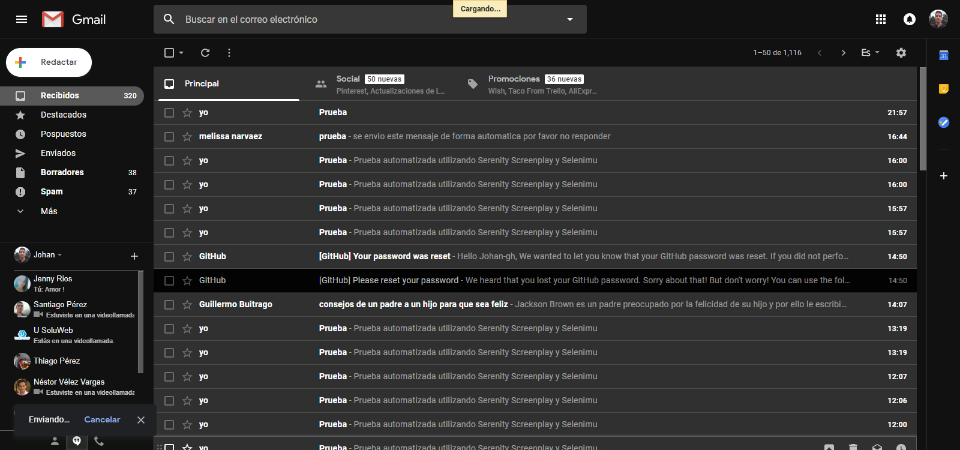 Gmail
Buscar en el correo electrónico
Cargando...
Redactar
1–50 de 1,116
Es
Recibidos 320
Destacados
Pospuestos
Enviados
Borradores 38
Spam 37
Más
Principal
Social 50 nuevas
Pinterest, Actualizaciones de L...
Promociones 36 nuevas
Wish, Taco From Trello, AliExpr...
yo Prueba 21:57
melissa narvaez prueba - se envio este mensaje de forma automatica por favor no responder 16:44
yo Prueba - Prueba automatizada utilizando Serenity Screenplay y Selenimu 16:00
yo Prueba - Prueba automatizada utilizando Serenity Screenplay y Selenimu 16:00
yo Prueba - Prueba automatizada utilizando Serenity Screenplay y Selenimu 15:57
yo Prueba - Prueba automatizada utilizando Serenity Screenplay y Selenimu 15:57
GitHub [GitHub] Your password was reset - Hello Johan-gh, We wanted to let you know that your GitHub password was reset. If you did not perfo... 14:50
GitHub [GitHub] Please reset your password - We heard that you lost your GitHub password. Sorry about that! But don't worry! You can use the fol... 14:50
Guillermo Buitrago consejos de un padre a un hijo para que sea feliz - Jackson Brown es un padre preocupado por la felicidad de su hijo y por ello le escribi... 14:07
yo Prueba - Prueba automatizada utilizando Serenity Screenplay y Selenimu 13:19
yo Prueba - Prueba automatizada utilizando Serenity Screenplay y Selenimu 13:19
yo Prueba - Prueba automatizada utilizando Serenity Screenplay y Selenimu 12:07
yo Prueba - Prueba automatizada utilizando Serenity Screenplay y Selenimu 12:06
yo Prueba - Prueba automatizada utilizando Serenity Screenplay y Selenimu 12:00
yo Prueba - Prueba automatizada utilizando Serenity Screenplay y Selenimu
Johan
Jenny Rios
Tú: Amor !
Santiago Pérez
Estuviste en una videollamada
U SoluWeb
Estás en una videollamada.
Thiago Pérez
Néstor Vélez Vargas
Estuviste en una videollamada
Enviando... Cancelar